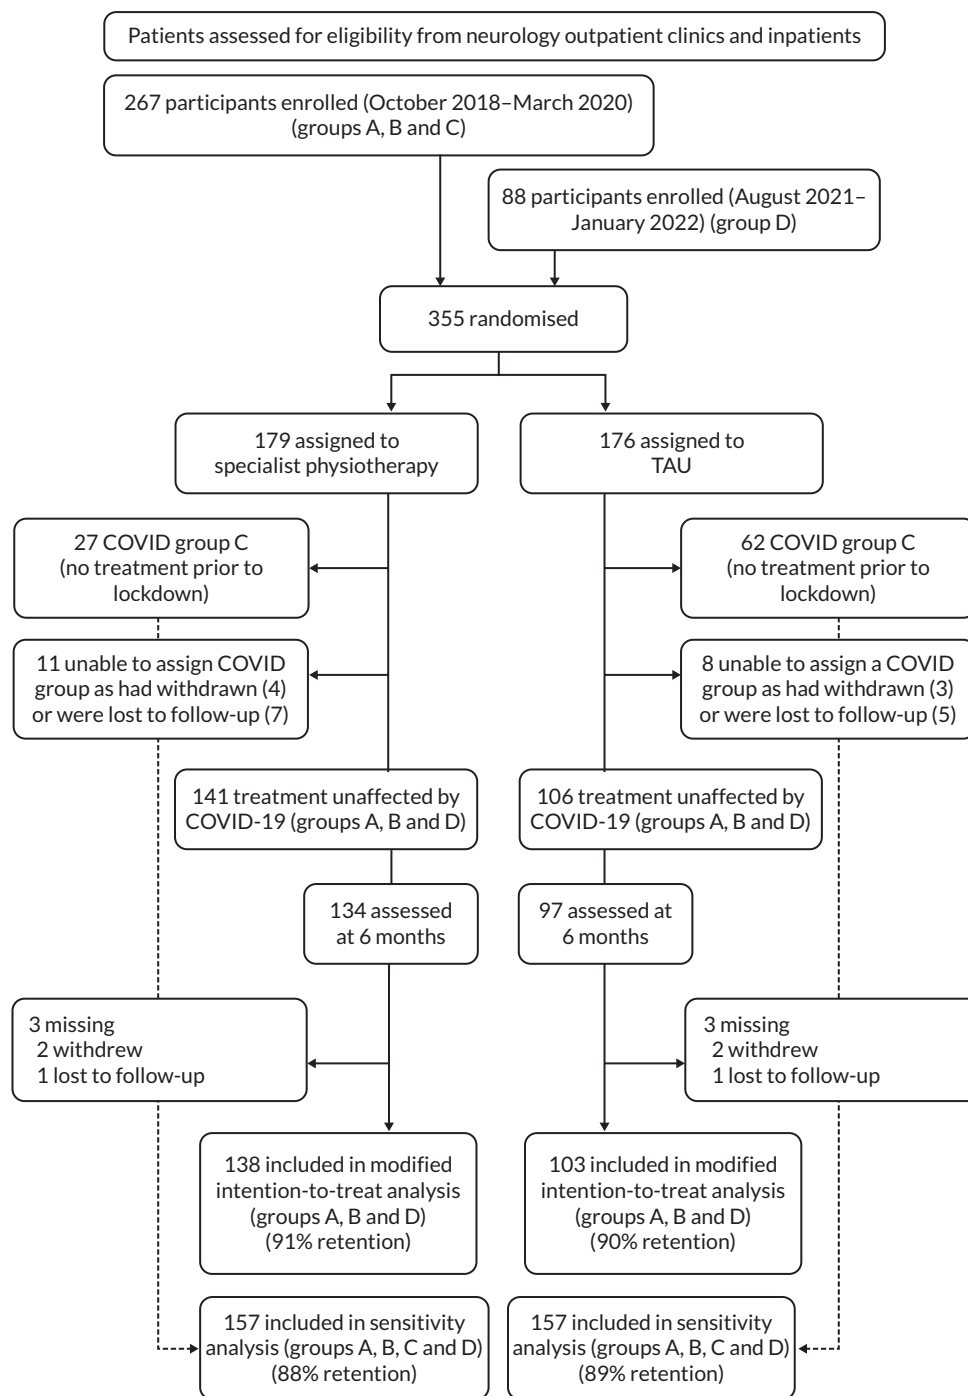 Patients assessed for eligibility from neurology outpatient clinics and inpatients
267 participants enrolled (October 2018–March 2020)
(groups A, B and C)
88 participants enrolled (August 2021–
January 2022) (group D)
355 randomised
179 assigned to
specialist physiotherapy
176 assigned to
TAU
27 COVID group C
(no treatment prior to
lockdown)
62 COVID group C
(no treatment prior to
lockdown)
11 unable to assign COVID
group as had withdrawn (4)
or were lost to follow-up (7)
8 unable to assign a COVID
group as had withdrawn (3)
or were lost to follow-up (5)
141 treatment unaffected by
COVID-19 (groups A, B and D)
106 treatment unaffected by
COVID-19 (groups A, B and D)
134 assessed
at 6 months
97 assessed at
6 months
3 missing
2 withdrew
1 lost to follow-up
3 missing
2 withdrew
1 lost to follow-up
138 included in modified
intention-to-treat analysis
(groups A, B and D)
(91% retention)
103 included in modified
intention-to-treat analysis
(groups A, B and D)
(90% retention)
157 included in sensitivity
analysis (groups A, B, C and D)
(88% retention)
157 included in sensitivity
analysis (groups A, B, C and D)
(89% retention)